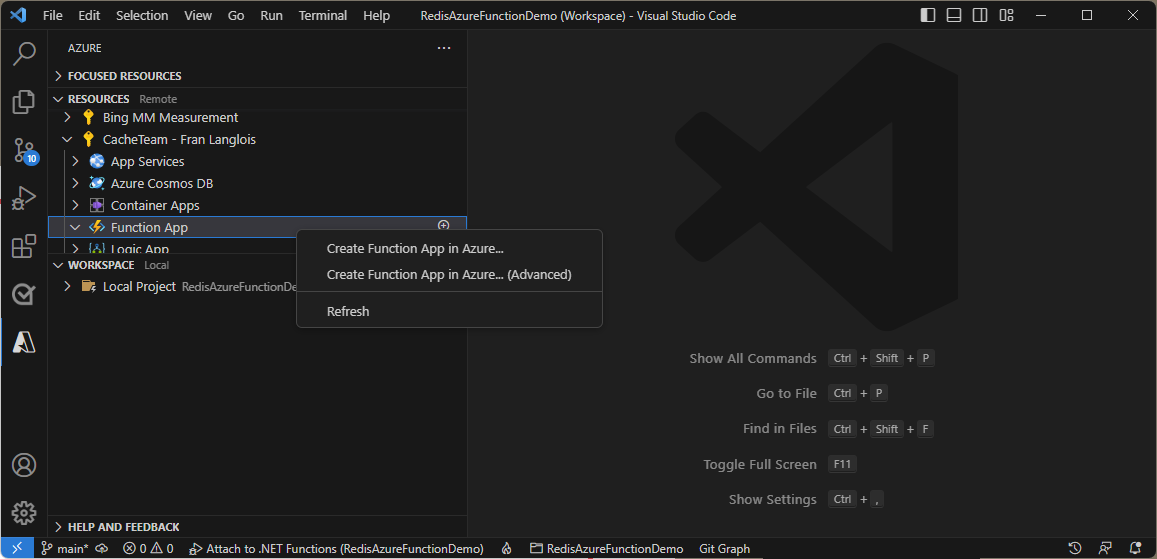 File Edit Selection View Go Run Terminal Help RedisAzureFunctionDemo (Workspace) - Visual Studio Code
AZURE
FOCUSED RESOURCES
RESOURCES Remote
Bing MM Measurement
CacheTeam - Fran Langlois
App Services
10
Azure Cosmos DB
Container Apps
Function App
Logic App
Create Function App in Azure...
Create Function App in Azure... (Advanced)
Refresh
WORKSPACE Local
Local Project RedisAzureFunctionDe
Show All Commands Ctrl + Shift + P
Go to File Ctrl + P
Find in Files Ctrl + Shift + F
Toggle Full Screen F11
Show Settings Ctrl + ,
HELP AND FEEDBACK
main* 0 0 Attach to .NET Functions (RedisAzureFunctionDemo) RedisAzureFunctionDemo Git Graph